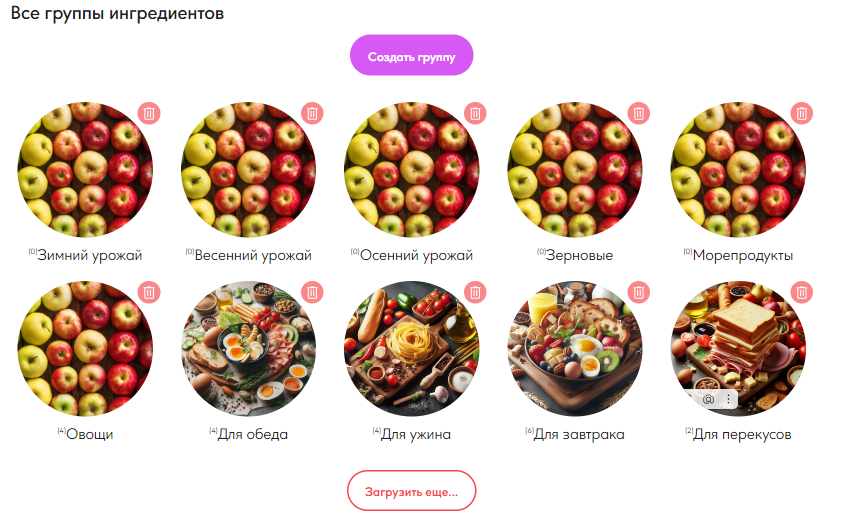 Все группы ингредиентов
Создать группу
(0)Зимний урожай
(0)Весенний урожай
(0)Осенний урожай
(0)Зерновые
(0)Морепродукты
(4)Овощи
(4)Для обеда
(4)Для ужина
(6)Для завтрака
(2)Для перекусов
Загрузить еще...